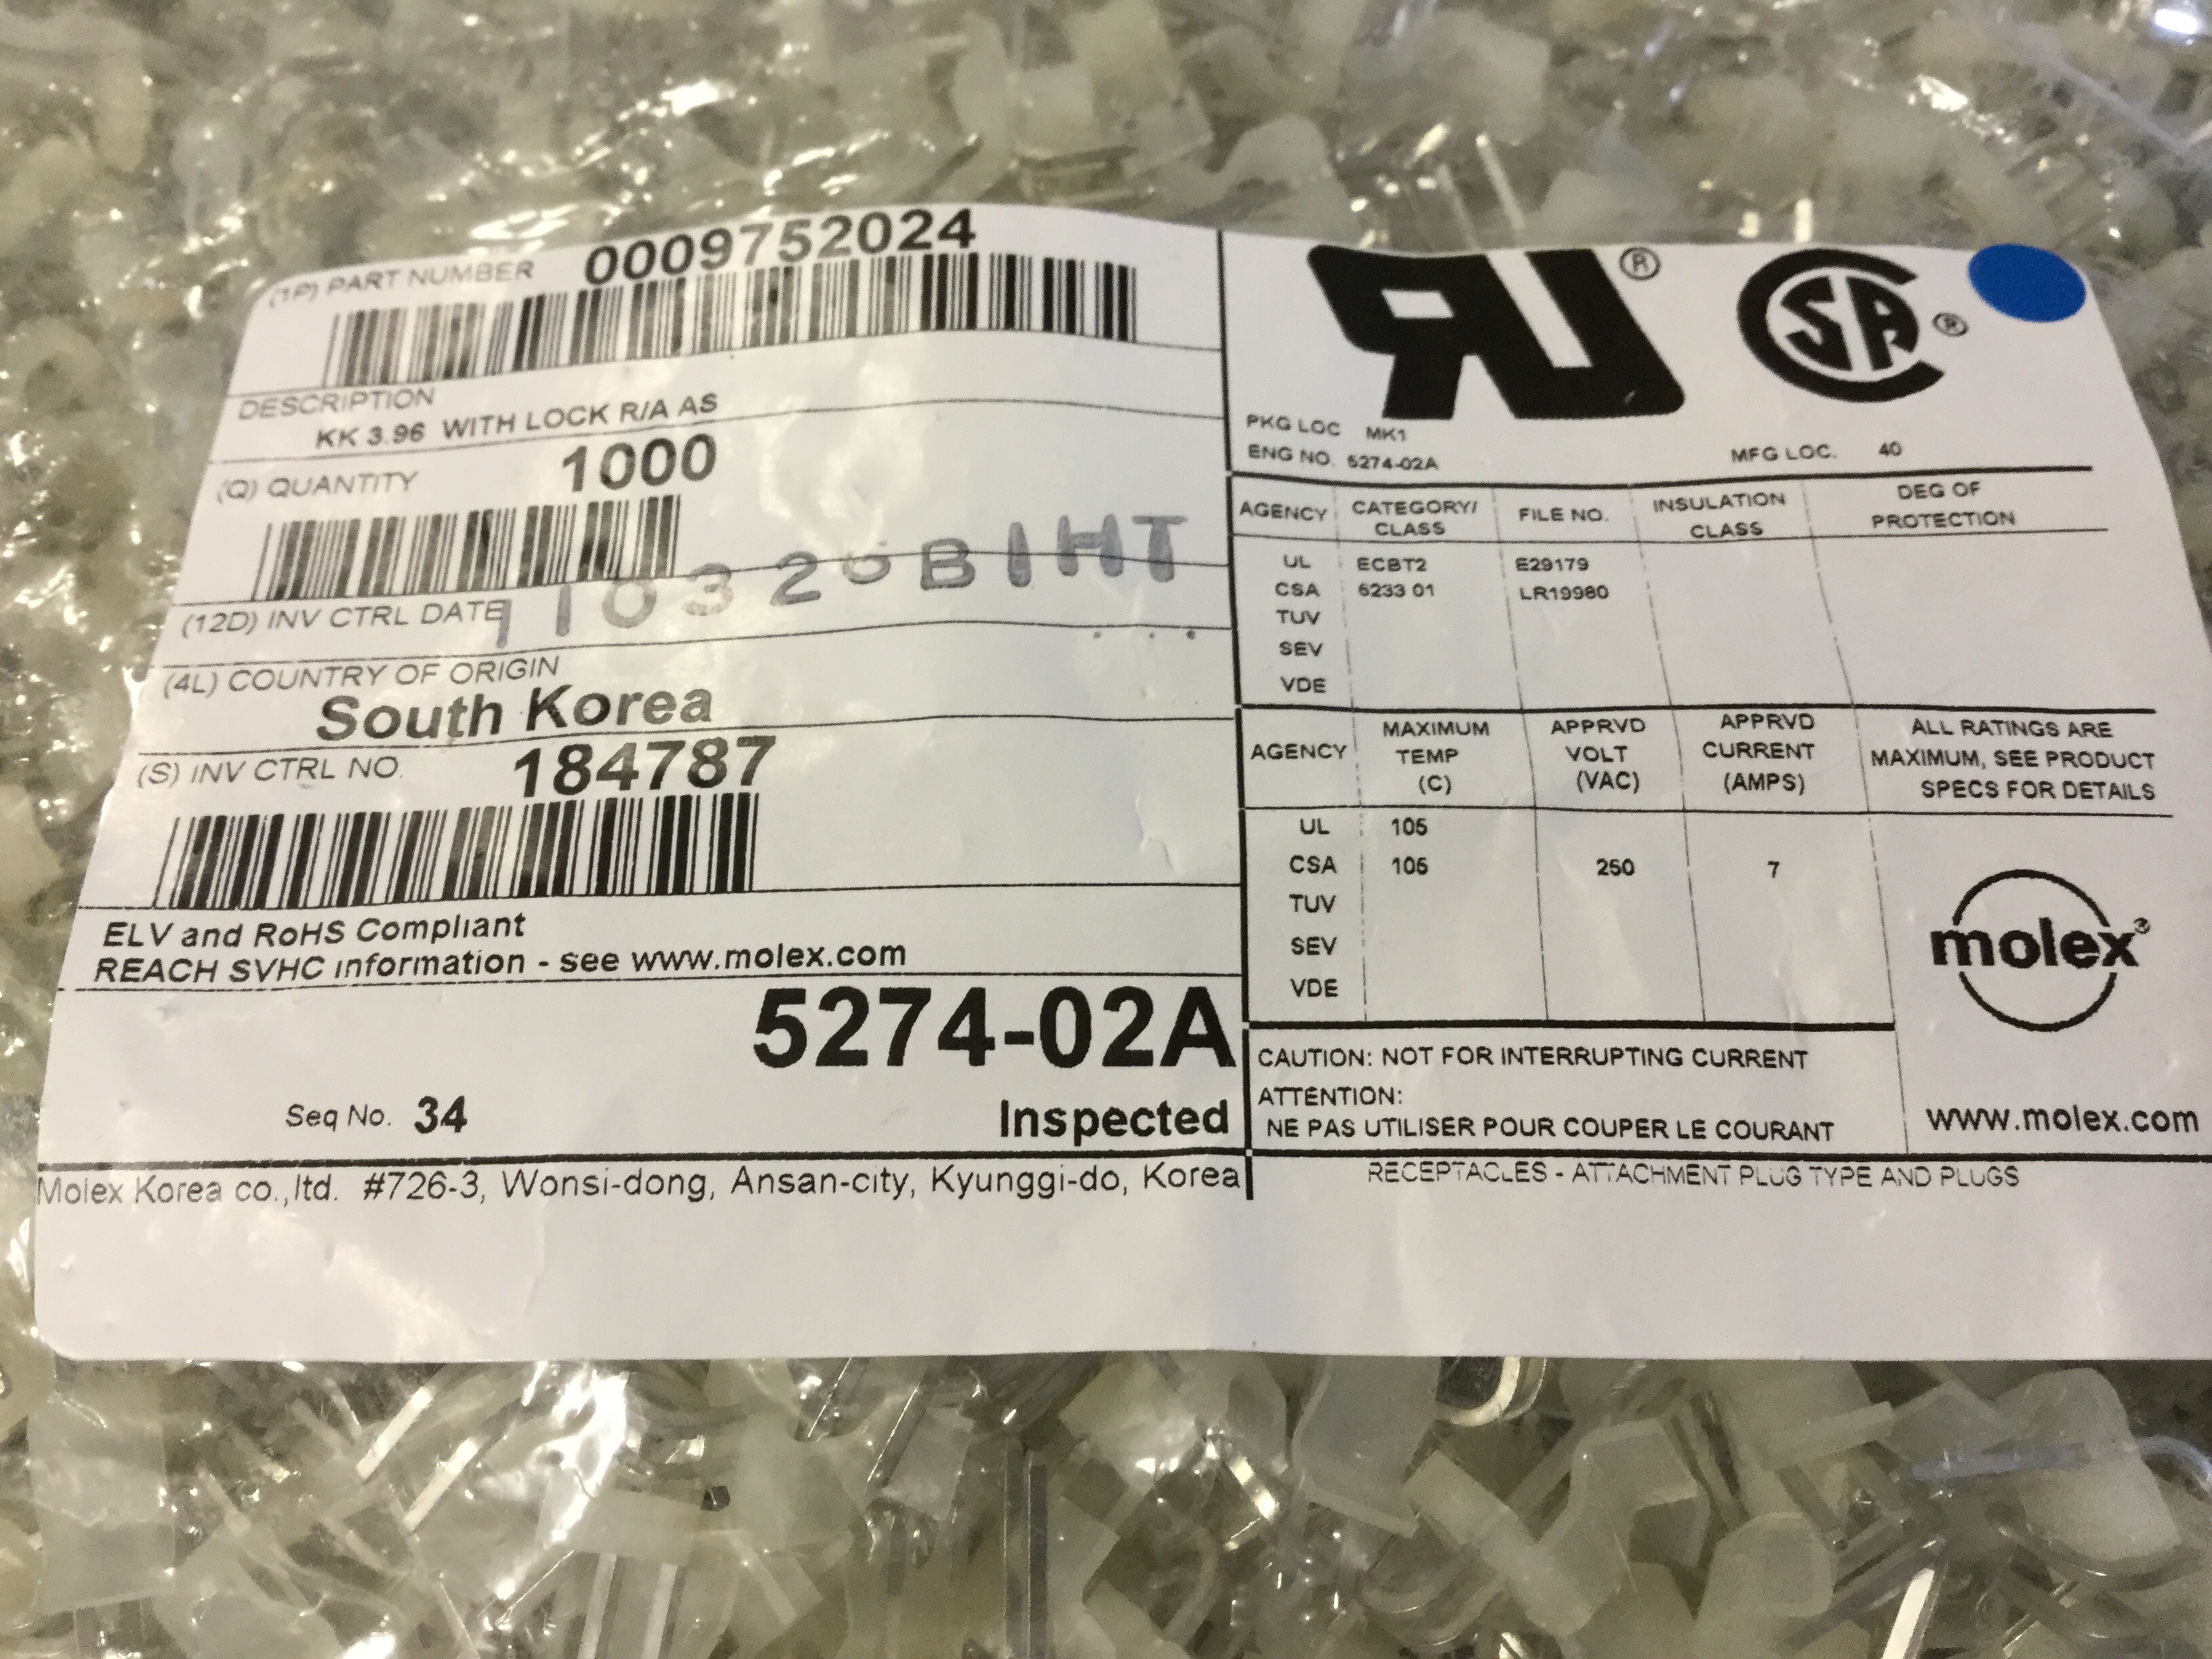 (1P) PART NUMBER 0009752024
DESCRIPTION
KK 3.96 WITH LOCK R/A AS
(Q) QUANTITY 1000
(12D) INV CTRL DATE
(4L) COUNTRY OF ORIGIN
South Korea
(S) INV CTRL NO. 184787
ELV and RoHS Compliant
REACH SVHC information - see www.molex.com
5274-02A
Seq No. 34 Inspected
Molex Korea co.,ltd. #726-3, Wonsi-dong, Ansan-city, Kyunggi-do, Korea
RU® CSA®
PKG LOC MK1
ENG NO. 5274-02A MFG LOC. 40
AGENCY CATEGORY/ CLASS FILE NO. INSULATION CLASS DEG OF PROTECTION
UL ECBT2 E29179
CSA 6233 01 LR19980
TUV
SEV
VDE
AGENCY MAXIMUM TEMP (C) APPRVD VOLT (VAC) APPRVD CURRENT (AMPS)
ALL RATINGS ARE
MAXIMUM, SEE PRODUCT
SPECS FOR DETAILS
UL 105
CSA 105 250 7
TUV
SEV
VDE
molex®
CAUTION: NOT FOR INTERRUPTING CURRENT
ATTENTION:
NE PAS UTILISER POUR COUPER LE COURANT
www.molex.com
RECEPTACLES - ATTACHMENT PLUG TYPE AND PLUGS